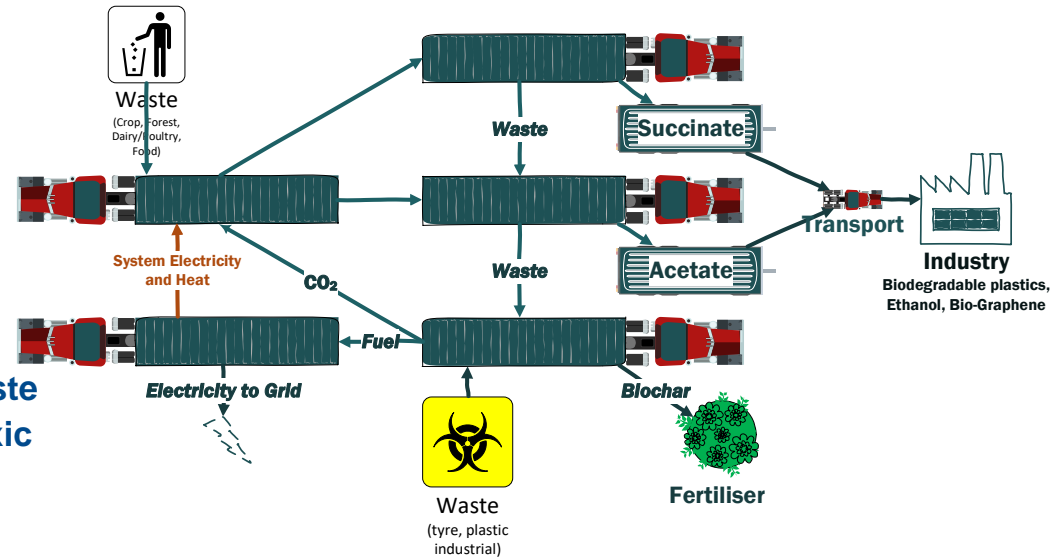 Waste
(Crop, Forest,
Dairy/Poultry,
Food)
Waste
Succinate
Transport
Industry
Biodegradable plastics,
Ethanol, Bio-Graphene
System Electricity
and Heat
CO₂
Waste
Acetate
Fuel
Electricity to Grid
Biochar
Fertiliser
Waste
(tyre, plastic
industrial)
ste
xic